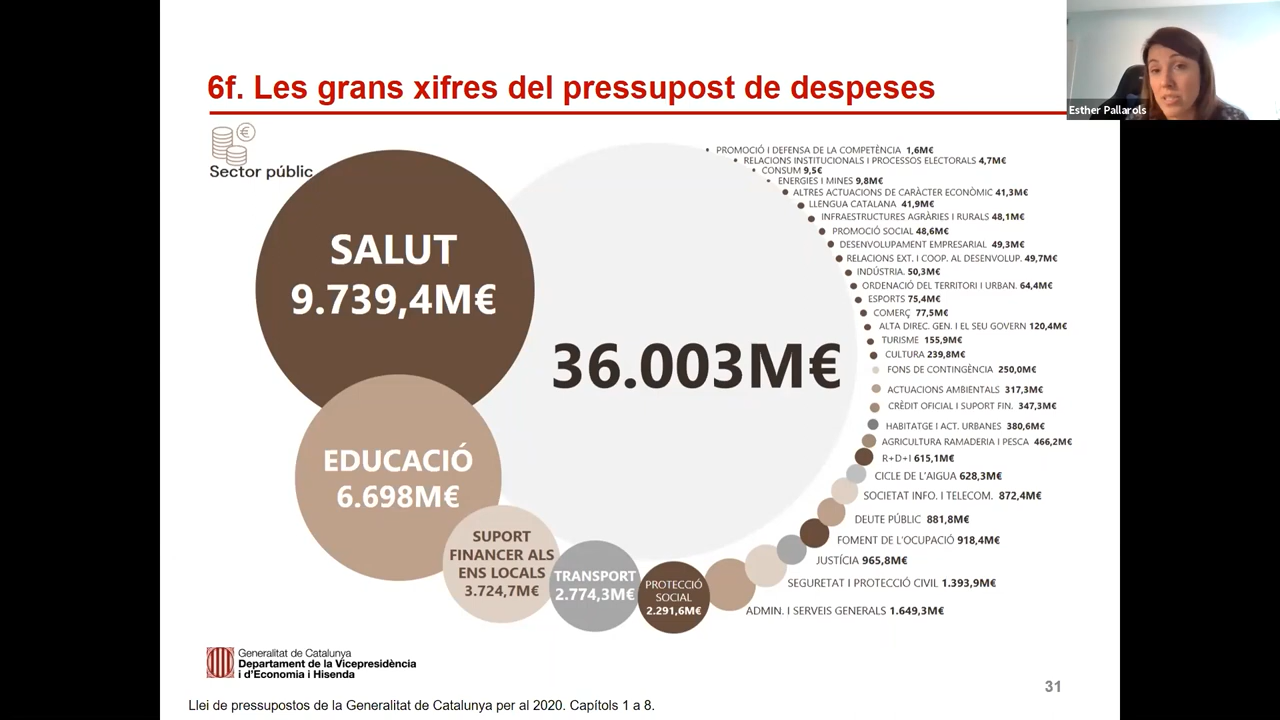 6f. Les grans xifres del pressupost de despeses
Esther Pallarols
Sector públic
SALUT
9.739,4M€
EDUCACIÓ
6.698M€
SUPORT
FINANCER ALS
ENS LOCALS
3.724,7M€
TRANSPORT
2.774,3M€
PROTECCIÓ
SOCIAL
2.291,6M€
36.003M€
PROMOCIÓ I DEFENSA DE LA COMPETÈNCIA 1,6M€
RELACIONS INSTITUCIONALS I PROCESSOS ELECTORALS 4,7M€
CONSUM 9,5€
ENERGIES I MINES 9,8M€
ALTRES ACTUACIONS DE CARÀCTER ECONÒMIC 41,3M€
LLENGUA CATALANA 41,9M€
INFRAESTRUCTURES AGRÀRIES I RURALS 48,1M€
PROMOCIÓ SOCIAL 48,6M€
DESENVOLUPAMENT EMPRESARIAL 49,3M€
RELACIONS EXT. I COOP. AL DESENVOLUP. 49,7M€
INDÚSTRIA. 50,3M€
ORDENACIÓ DEL TERRITORI I URBAN. 64,4M€
ESPORTS 75,4M€
COMERÇ 77,5M€
ALTA DIREC. GEN. I EL SEU GOVERN 120,4M€
TURISME 155,9M€
CULTURA 239,8M€
FONS DE CONTINGÈNCIA 250,0M€
ACTUACIONS AMBIENTALS 317,3M€
CRÈDIT OFICIAL I SUPORT FIN. 347,3M€
HABITATGE I ACT. URBANES 380,6M€
AGRICULTURA RAMADERIA I PESCA 466,2M€
R+D+I 615,1M€
CICLE DE L'AIGUA 628,3M€
SOCIETAT INFO. I TELECOM. 872,4M€
DEUTE PÚBLIC 881,8M€
FOMENT DE L'OCUPACIÓ 918,4M€
JUSTÍCIA 965,8M€
SEGURETAT I PROTECCIÓ CIVIL 1.393,9M€
ADMIN. I SERVEIS GENERALS 1.649,3M€
Generalitat de Catalunya
Departament de la Vicepresidència
i d'Economia i Hisenda
31
Llei de pressupostos de la Generalitat de Catalunya per al 2020. Capítols 1 a 8.